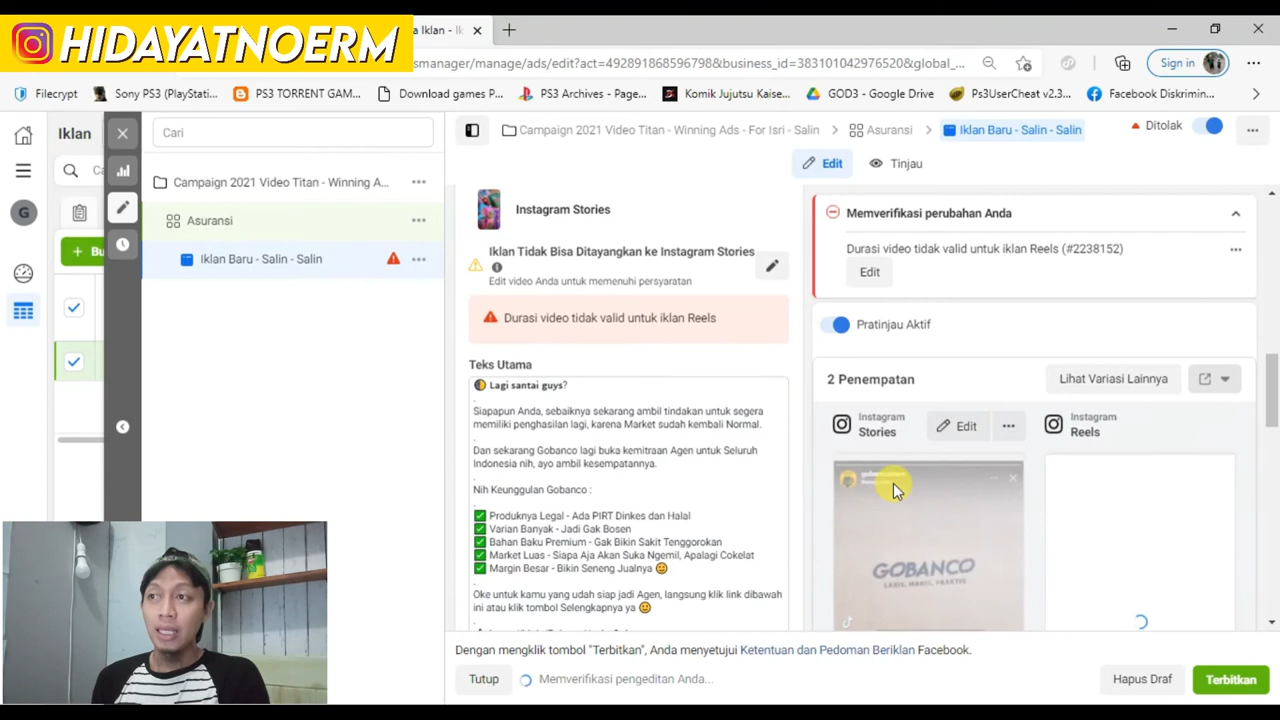 HIDAYATNOERM
a Iklan - Ik
smanager/manage/ads/edit?act=492891868596798&business_id=3831010429765520&global_...
Sign in
Filecrypt
Sony PS3 (PlayStati...
PS3 TORRENT GAM...
Download games P...
PS3 Archives - Page...
Komik Jujutsu Kaise...
GOD3 - Google Drive
Ps3UserCheat v2.3...
Facebook Diskrimin...
Iklan
Cari
Campaign 2021 Video Titan - Winning Ads - For Isri - Salin
Asuransi
Iklan Baru - Salin - Salin
Ditolak
Edit
Tinjau
G
Bu
Campaign 2021 Video Titan - Winning A...
Asuransi
Iklan Baru - Salin - Salin
Instagram Stories
Iklan Tidak Bisa Ditayangkan ke Instagram Stories
Edit video Anda untuk memenuhi persyaratan
Durasi video tidak valid untuk iklan Reels
Teks Utama
Lagi santai guys?
.
Siapapun Anda, sebaiknya sekarang ambil tindakan untuk segera
memiliki penghasilan lagi, karena Market sudah kembali Normal.
.
Dan sekarang Gobanco lagi buka kemitraan Agen untuk Seluruh
Indonesia nih, ayo ambil kesempatannya.
.
Nih Keunggulan Gobanco :
.
✅ Produknya Legal - Ada PIRT Dinkes dan Halal
✅ Varian Banyak - Jadi Gak Bosen
✅ Bahan Baku Premium - Gak Bikin Sakit Tenggorokan
✅ Market Luas - Siapa Aja Akan Suka Ngemil, Apalagi Cokelat
✅ Margin Besar - Bikin Seneng Jualnya
.
Oke untuk kamu yang udah siap jadi Agen, langsung klik link dibawah
ini atau klik tombol Selengkapnya ya
.
Memverifikasi perubahan Anda
Durasi video tidak valid untuk iklan Reels (#2238152)
Edit
Pratinjau Aktif
2 Penempatan
Lihat Variasi Lainnya
Instagram
Stories
Edit
Instagram
Reels
GOBANCO
Dengan mengklik tombol "Terbitkan", Anda menyetujui Ketentuan dan Pedoman Beriklan Facebook.
Tutup
Memverifikasi pengeditan Anda...
Hapus Draf
Terbitkan